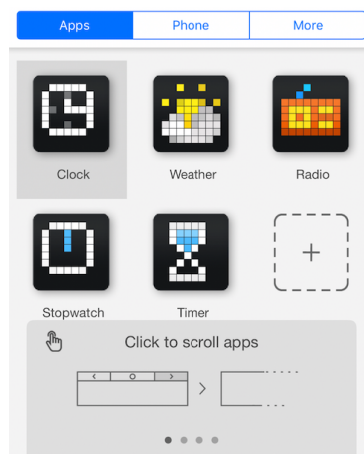 Apps Phone More
Clock Weather Radio
Stopwatch Timer
Click to scroll apps